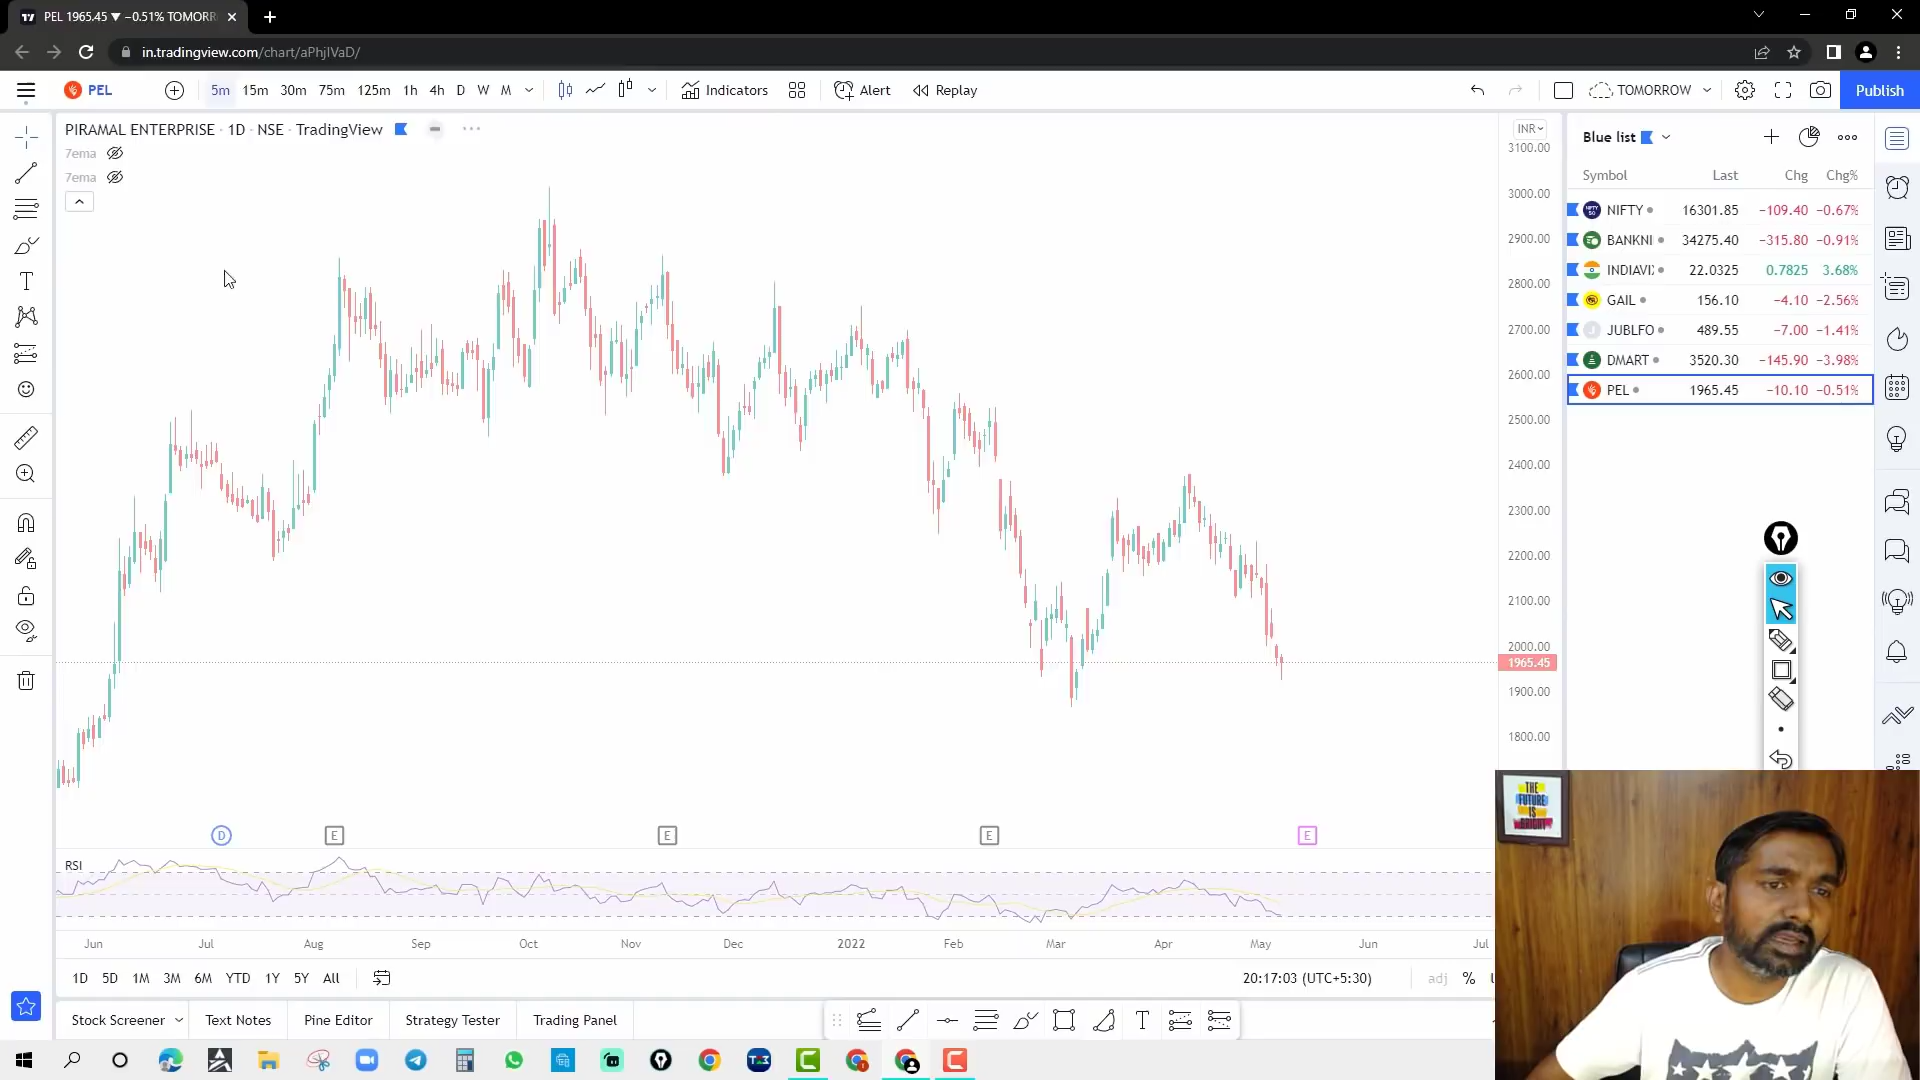 PEL 1965.45 ▼ −0.51% TOMORR
in.tradingview.com/chart/aPhjIVaD/
PEL
5m 15m 30m 75m 125m 1h 4h D W M
Indicators
Alert
Replay
TOMORROW
Publish
PIRAMAL ENTERPRISE · 1D · NSE · TradingView
7ema
7ema
INR
3100.00
3000.00
2900.00
2800.00
2700.00
2600.00
2500.00
2400.00
2300.00
2200.00
2100.00
2000.00
1965.45
1900.00
1800.00
Blue list
Symbol Last Chg Chg%
NIFTY 16301.85 −109.40 −0.67%
BANKNI 34275.40 −315.80 −0.91%
INDIAVI 22.0325 0.7825 3.68%
GAIL 156.10 −4.10 −2.56%
JUBLFO 489.55 −7.00 −1.41%
DMART 3520.30 −145.90 −3.98%
PEL 1965.45 −10.10 −0.51%
D E E E E
RSI
Jun Jul Aug Sep Oct Nov Dec 2022 Feb Mar Apr May Jun Jul
1D 5D 1M 3M 6M YTD 1Y 5Y All
20:17:03 (UTC+5:30)
adj %
Stock Screener
Text Notes
Pine Editor
Strategy Tester
Trading Panel
THE
FUTURE
IS
BRIGHT